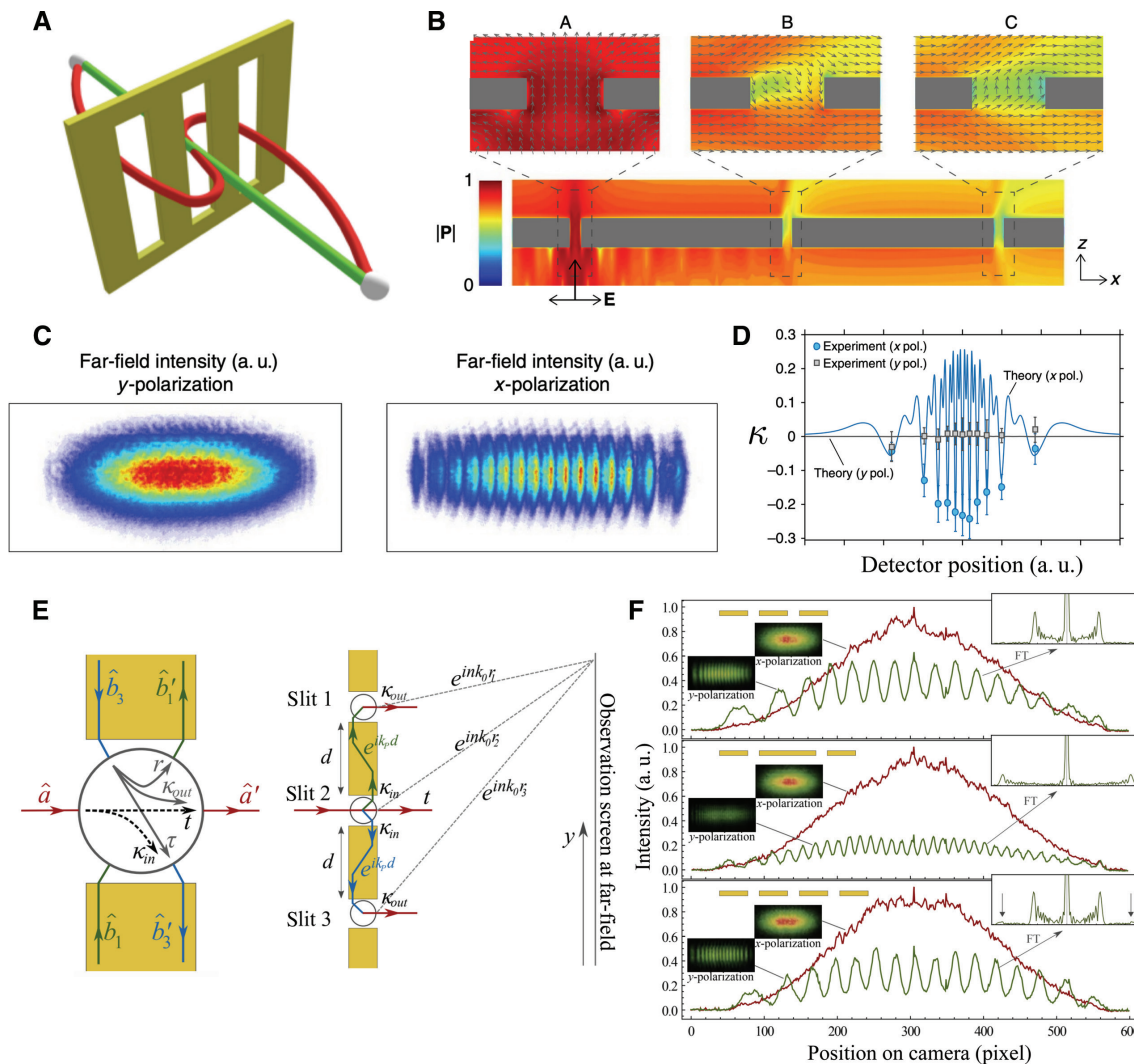 A
B
A
B
C
1
|P|
0
E
z
x
C
Far-field intensity (a. u.)
y-polarization
Far-field intensity (a. u.)
x-polarization
D
0.3
0.2
0.1
0
−0.1
−0.2
−0.3
κ
Experiment (x pol.)
Experiment (y pol.)
Theory (x pol.)
Theory (y pol.)
Detector position (a. u.)
E
b̂₃
b̂₁′
â
â′
r
κout
t
κin
τ
b̂₁
b̂₃′
Slit 1
κout
e^{ink₀r₁}
d
e^{ikₚd}
e^{ink₀r₂}
κin
Slit 2
t
e^{ink₀r₃}
κin
d
e^{ikₚd}
y
κout
Slit 3
Observation screen at far-field
F
Intensity (a. u.)
1.0
0.8
0.6
0.4
0.2
0.0
x-polarization
y-polarization
FT
1.0
0.8
0.6
0.4
0.2
0.0
x-polarization
y-polarization
FT
1.0
0.8
0.6
0.4
0.2
0.0
x-polarization
y-polarization
FT
0
100
200
300
400
500
600
Position on camera (pixel)